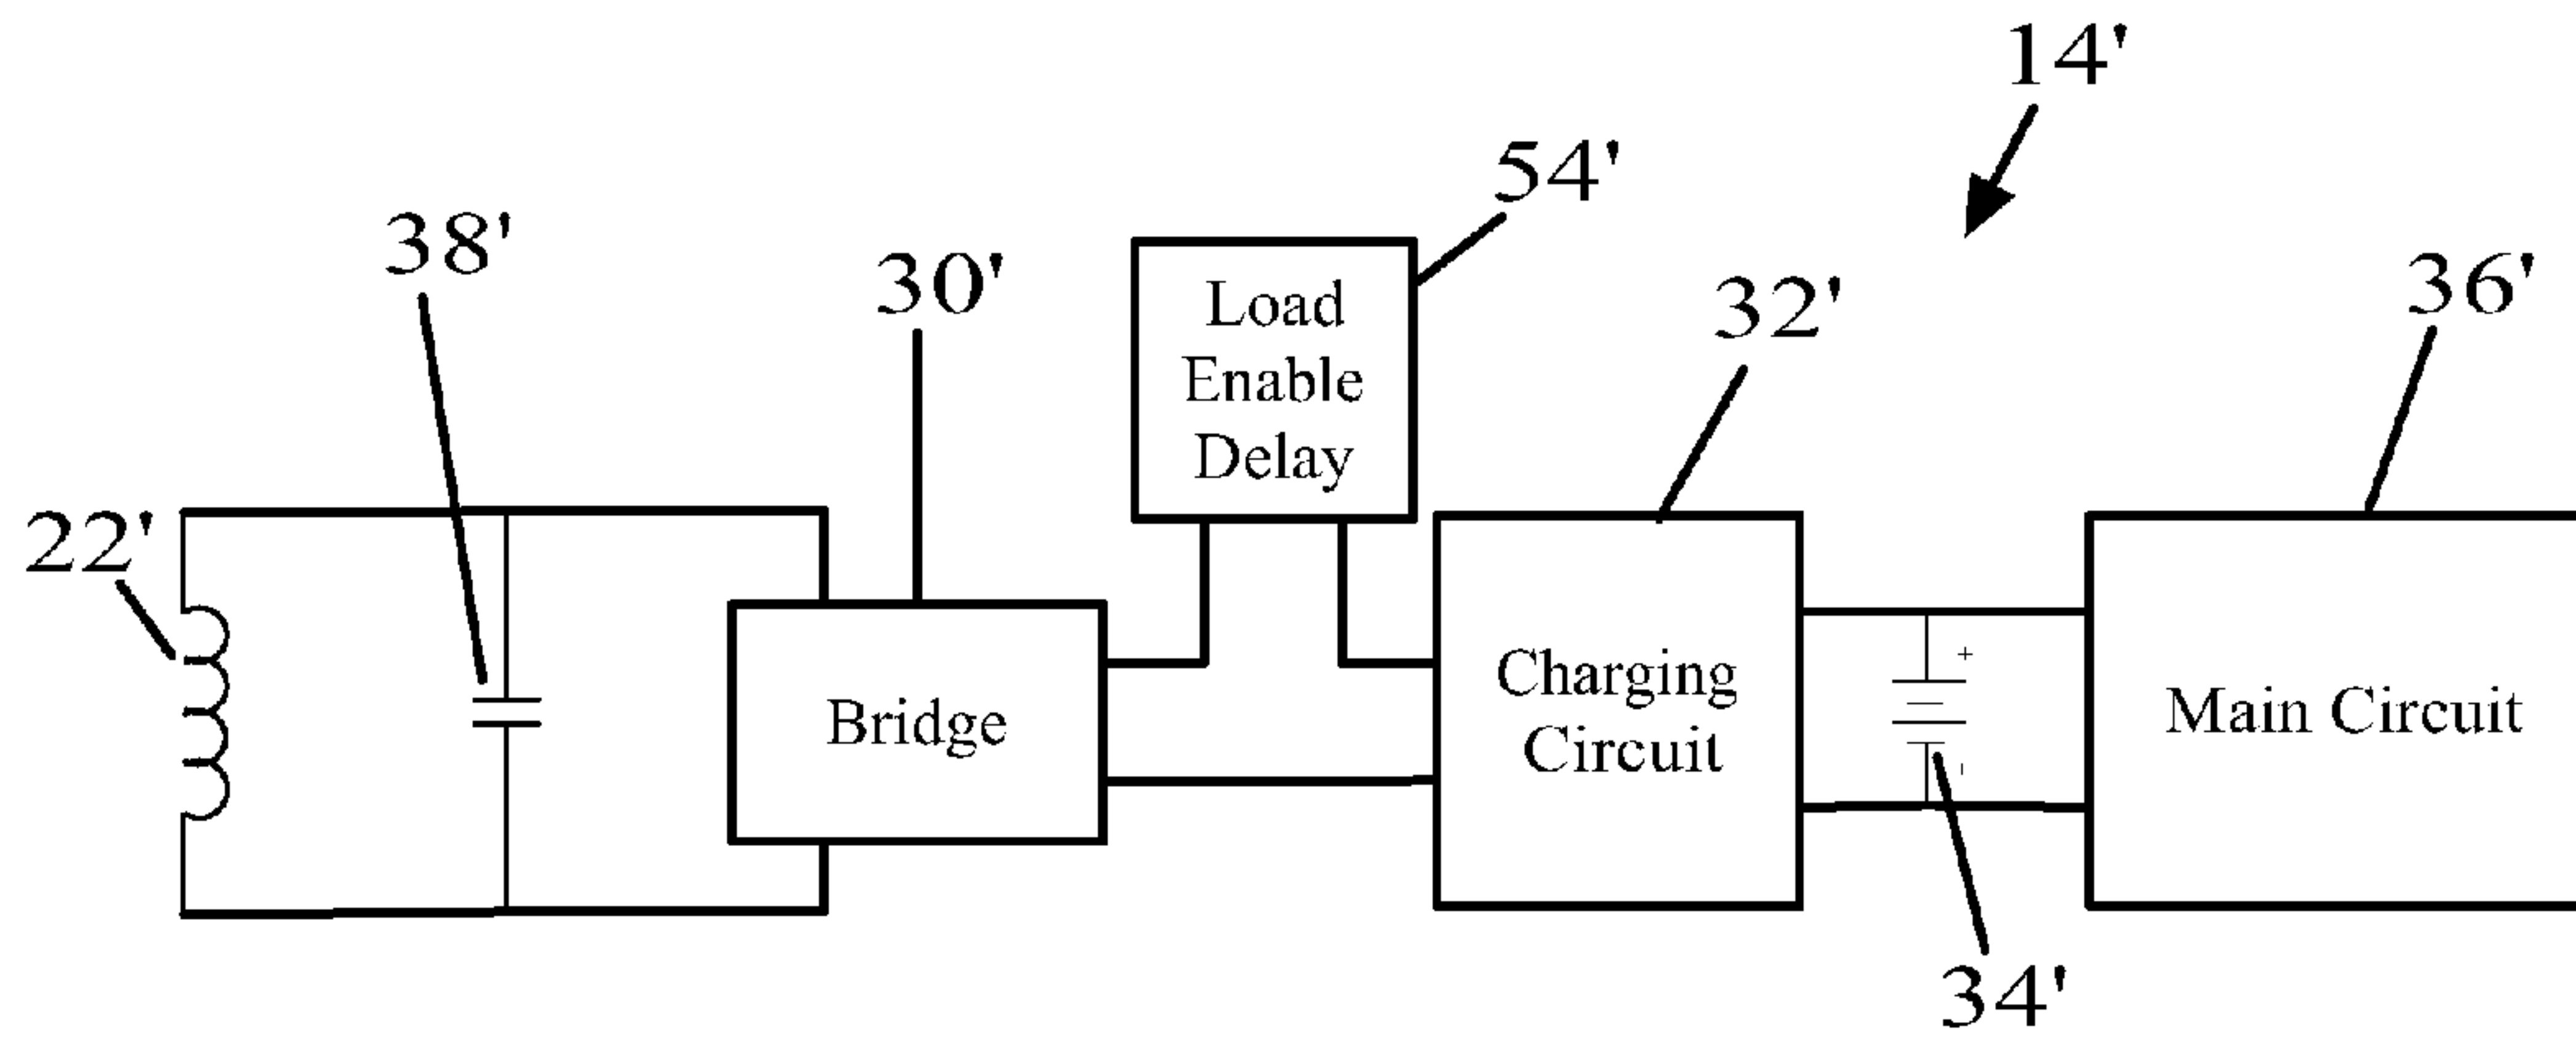 14'
54'
38'
30'
32'
36'
Load
Enable
Delay
22'
Charging
Circuit
+
Bridge
Main Circuit
34'